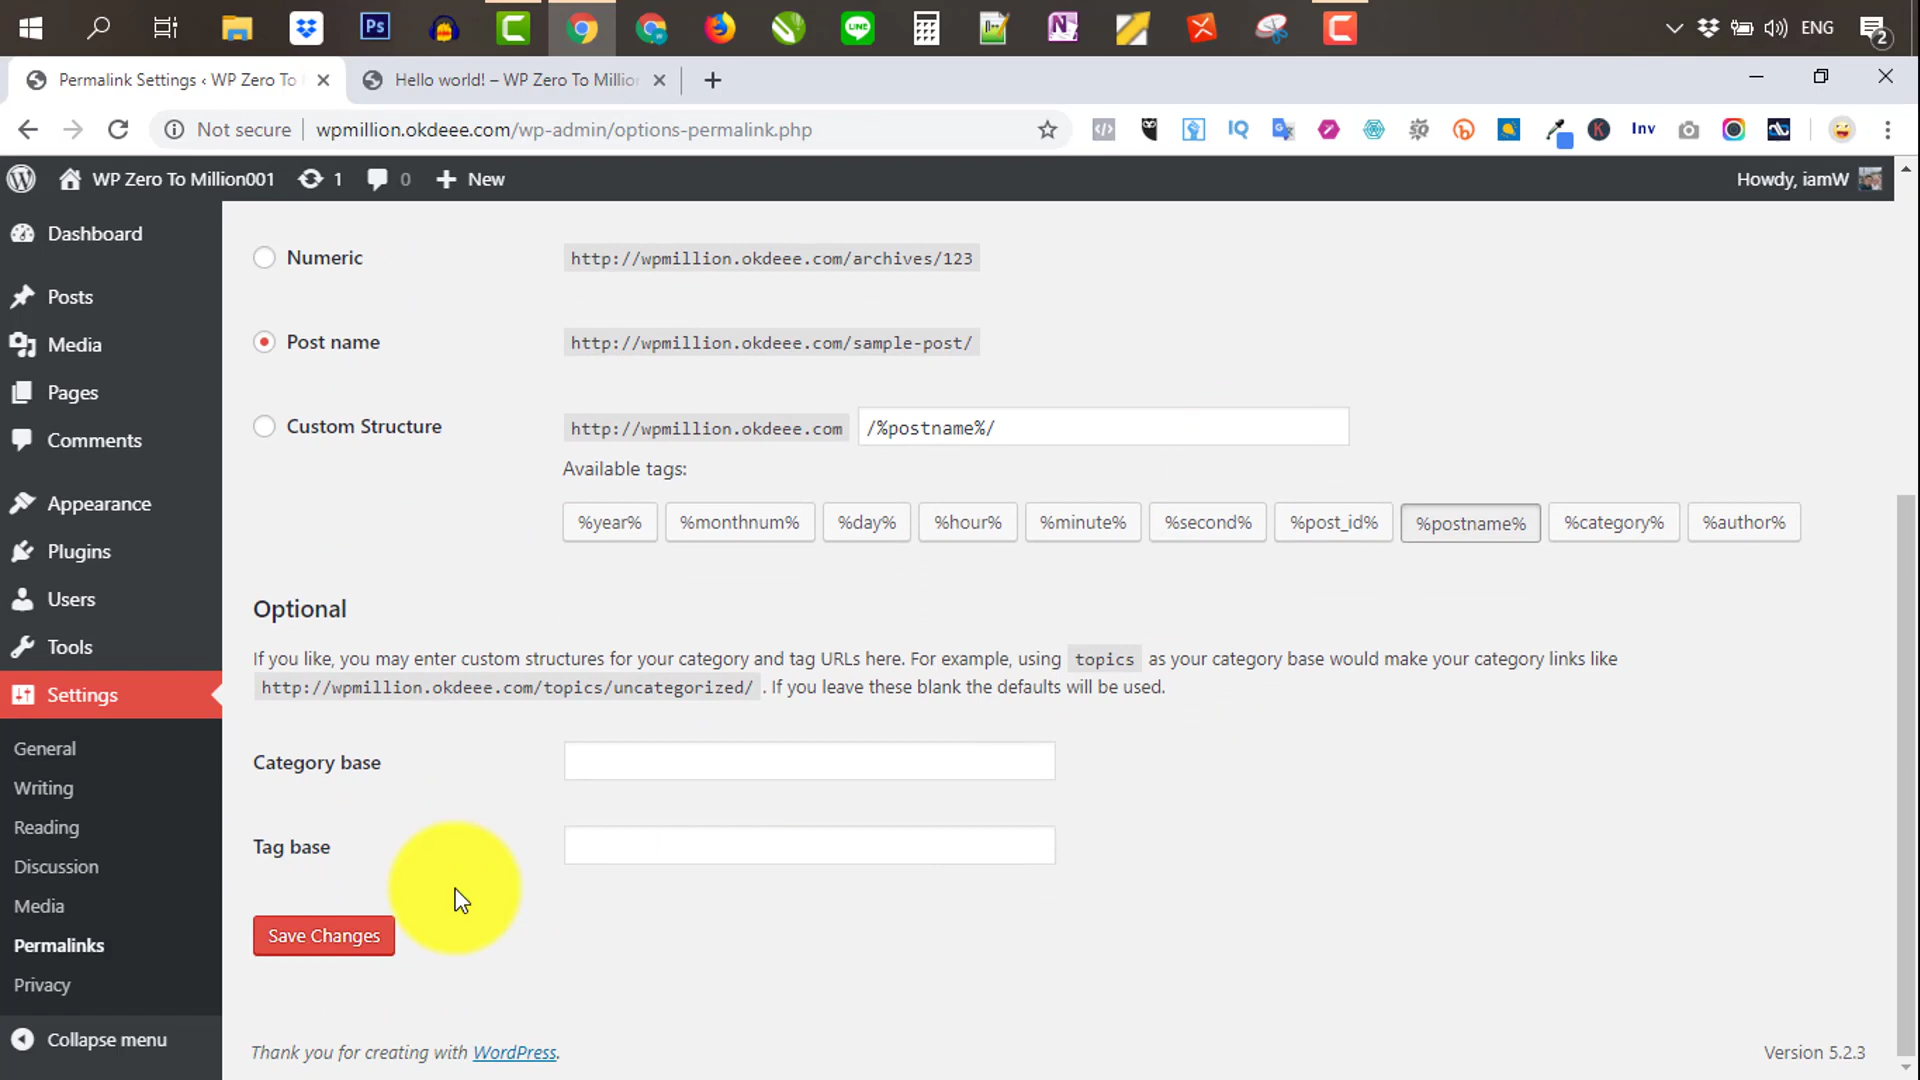 Ps
LINE
N
ENG
2
Permalink Settings ‹ WP Zero To
Hello world! – WP Zero To Million
Not secure
wpmillion.okdeee.com/wp-admin/options-permalink.php
IQ
K
Inv
WP Zero To Million001
1
0
New
Howdy, iamW
Dashboard
Posts
Media
Pages
Comments
Appearance
Plugins
Users
Tools
Settings
General
Writing
Reading
Discussion
Media
Permalinks
Privacy
Collapse menu
Numeric
http://wpmillion.okdeee.com/archives/123
Post name
http://wpmillion.okdeee.com/sample-post/
Custom Structure
http://wpmillion.okdeee.com
/%postname%/
Available tags:
%year% %monthnum% %day% %hour% %minute% %second% %post_id% %postname% %category% %author%
Optional
If you like, you may enter custom structures for your category and tag URLs here. For example, using topics as your category base would make your category links like
http://wpmillion.okdeee.com/topics/uncategorized/ . If you leave these blank the defaults will be used.
Category base
Tag base
Save Changes
Thank you for creating with WordPress.
Version 5.2.3